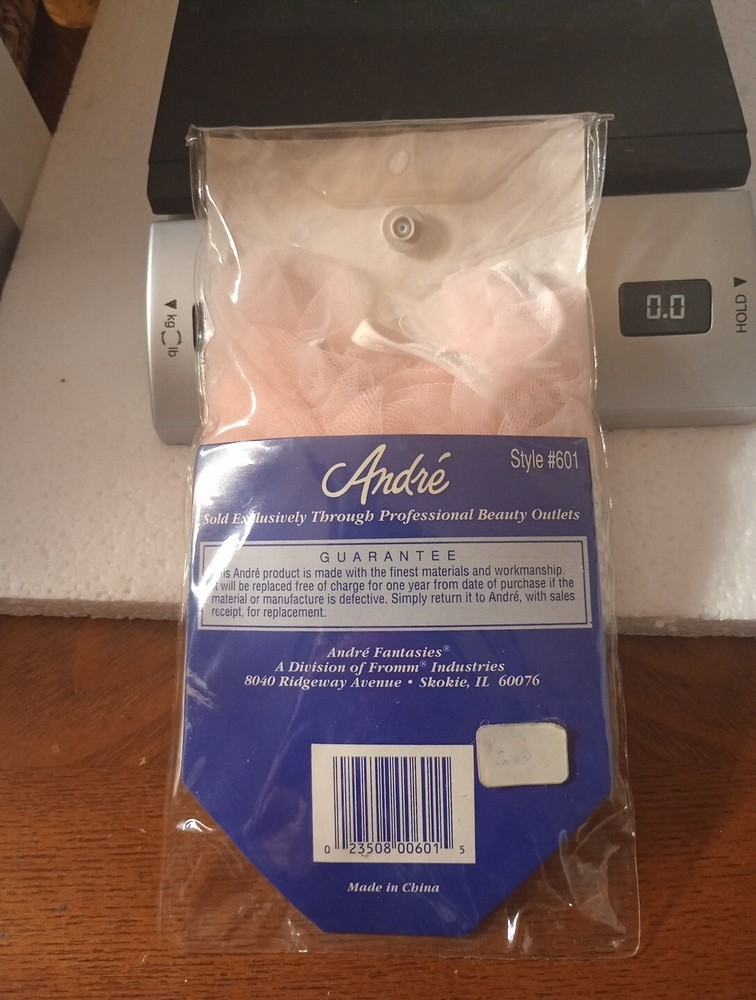 kg lb
0.0
HOLD
André
Style #601
Sold Exclusively Through Professional Beauty Outlets
GUARANTEE
is André product is made with the finest materials and workmanship.
It will be replaced free of charge for one year from date of purchase if the
material or manufacture is defective. Simply return it to André, with sales
receipt, for replacement.
André Fantasies®
A Division of Fromm® Industries
8040 Ridgeway Avenue • Skokie, IL 60076
0 23508 00601 5
Made in China